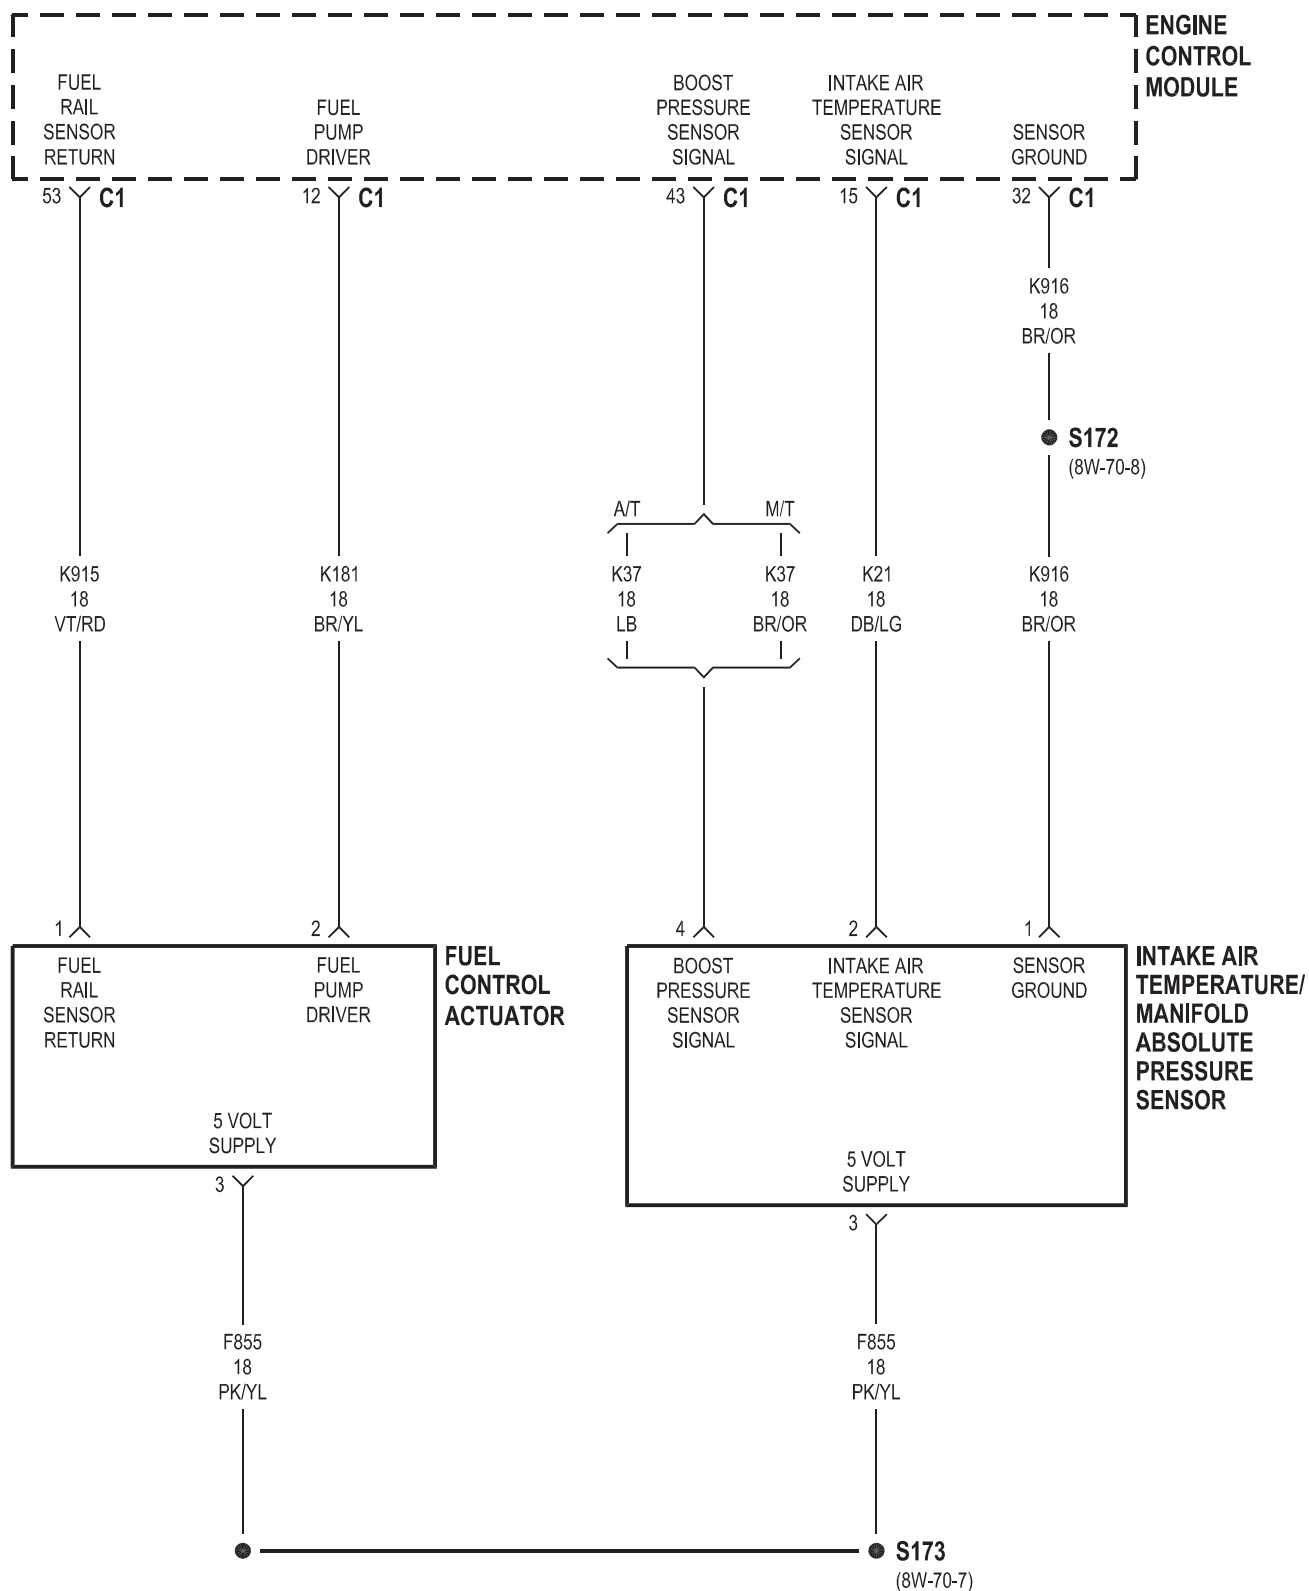 ENGINE
CONTROL
MODULE
FUEL
RAIL
SENSOR
RETURN
FUEL
PUMP
DRIVER
BOOST
PRESSURE
SENSOR
SIGNAL
INTAKE AIR
TEMPERATURE
SENSOR
SIGNAL
SENSOR
GROUND
53 C1
12 C1
43 C1
15 C1
32 C1
K916
18
BR/OR
S172
(8W-70-8)
A/T
M/T
K915
18
VT/RD
K181
18
BR/YL
K37
18
LB
K37
18
BR/OR
K21
18
DB/LG
K916
18
BR/OR
1
2
4
2
1
FUEL
RAIL
SENSOR
RETURN
FUEL
PUMP
DRIVER
5 VOLT
SUPPLY
FUEL
CONTROL
ACTUATOR
BOOST
PRESSURE
SENSOR
SIGNAL
INTAKE AIR
TEMPERATURE
SENSOR
SIGNAL
SENSOR
GROUND
5 VOLT
SUPPLY
INTAKE AIR
TEMPERATURE/
MANIFOLD
ABSOLUTE
PRESSURE
SENSOR
3
3
F855
18
PK/YL
F855
18
PK/YL
S173
(8W-70-7)